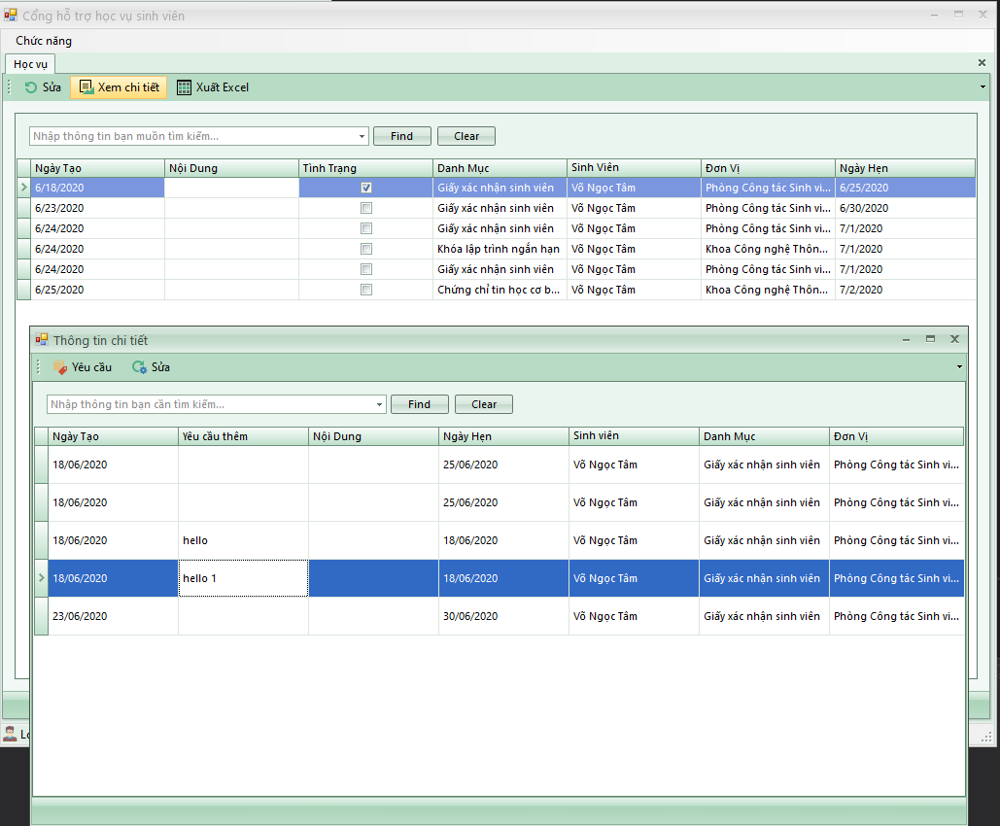 Cổng hỗ trợ học vụ sinh viên
Chức năng
Học vụ
Sửa Xem chi tiết Xuất Excel
Nhập thông tin bạn muồn tìm kiếm... Find Clear
Ngày Tạo Nội Dung Tình Trạng Danh Mục Sinh Viên Đơn Vị Ngày Hẹn
6/18/2020 Giấy xác nhận sinh viên Võ Ngọc Tâm Phòng Công tác Sinh vi... 6/25/2020
6/23/2020 Giấy xác nhận sinh viên Võ Ngọc Tâm Phòng Công tác Sinh vi... 6/30/2020
6/24/2020 Giấy xác nhận sinh viên Võ Ngọc Tâm Phòng Công tác Sinh vi... 7/1/2020
6/24/2020 Khóa lập trình ngắn hạn Võ Ngọc Tâm Khoa Công nghệ Thôn... 7/1/2020
6/24/2020 Giấy xác nhận sinh viên Võ Ngọc Tâm Phòng Công tác Sinh vi... 7/1/2020
6/25/2020 Chứng chỉ tin học cơ b... Võ Ngọc Tâm Khoa Công nghệ Thôn... 7/2/2020
Thông tin chi tiết
Yêu cầu Sửa
Nhập thông tin bạn cần tìm kiếm... Find Clear
Ngày Tạo Yêu cầu thêm Nội Dung Ngày Hẹn Sinh viên Danh Mục Đơn Vị
18/06/2020 25/06/2020 Võ Ngọc Tâm Giấy xác nhận sinh viên Phòng Công tác Sinh vi...
18/06/2020 25/06/2020 Võ Ngọc Tâm Giấy xác nhận sinh viên Phòng Công tác Sinh vi...
18/06/2020 hello 18/06/2020 Võ Ngọc Tâm Giấy xác nhận sinh viên Phòng Công tác Sinh vi...
18/06/2020 hello 1 18/06/2020 Võ Ngọc Tâm Giấy xác nhận sinh viên Phòng Công tác Sinh vi...
23/06/2020 30/06/2020 Võ Ngọc Tâm Giấy xác nhận sinh viên Phòng Công tác Sinh vi...